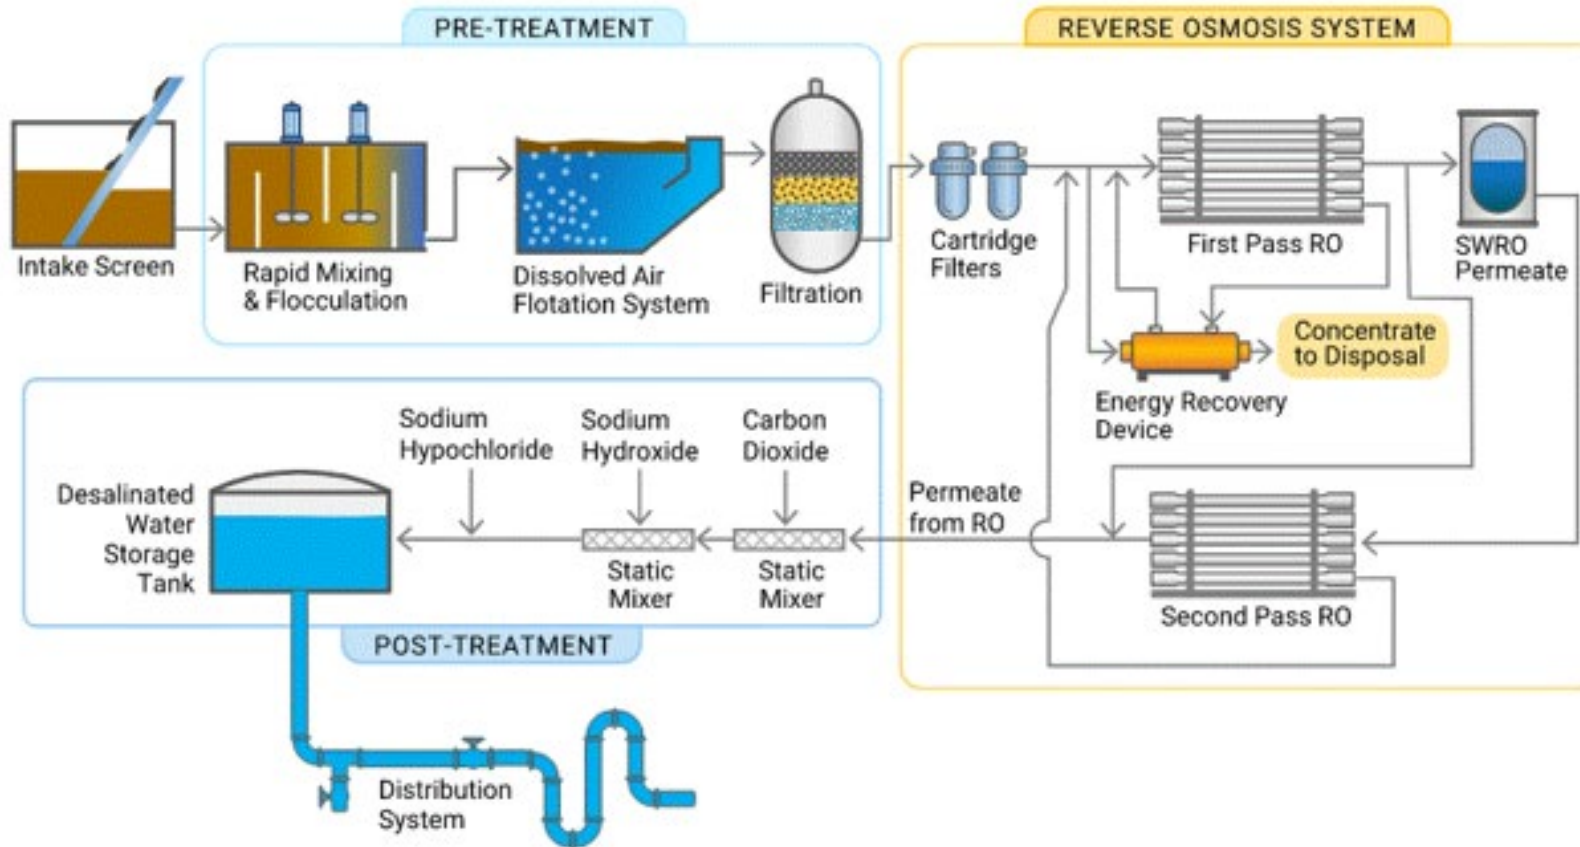 PRE-TREATMENT
REVERSE OSMOSIS SYSTEM
Intake Screen
Rapid Mixing
& Flocculation
Dissolved Air
Flotation System
Filtration
Cartridge
Filters
First Pass RO
SWRO
Permeate
Concentrate
to Disposal
Energy Recovery
Device
Sodium
Hypochloride
Sodium
Hydroxide
Carbon
Dioxide
Desalinated
Water
Storage
Tank
Static
Mixer
Static
Mixer
Permeate
from RO
Second Pass RO
POST-TREATMENT
Distribution
System